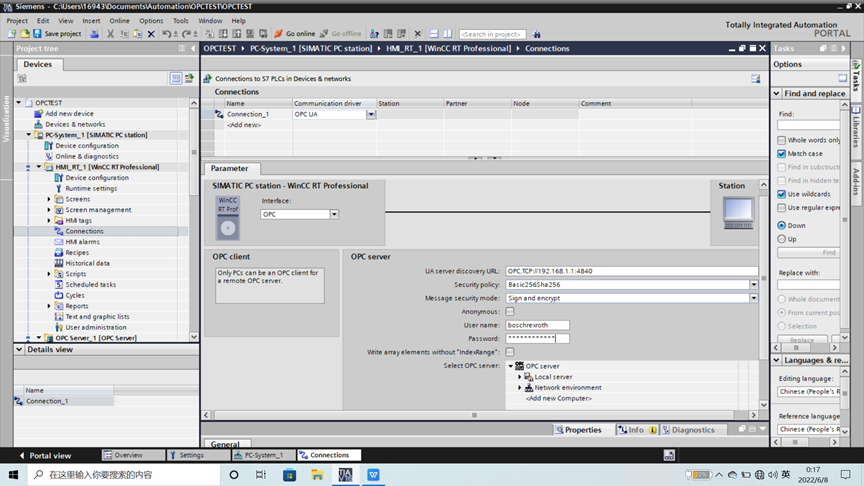 Siemens - C:\Users\16943\Documents\Automation\OPCTEST\OPCTEST
Project Edit View Insert Online Options Tools Window Help
Totally Integrated Automation
PORTAL
Save project
Go online
Go offline
<Search in project>
Project tree
OPCTEST ▸ PC-System_1 [SIMATIC PC station] ▸ HMI_RT_1 [WinCC RT Professional] ▸ Connections
Tasks
Devices
Options
Visualization
Tasks
Libraries
Add-ins
OPCTEST
Add new device
Devices & networks
PC-System_1 [SIMATIC PC station]
Device configuration
Online & diagnostics
HMI_RT_1 [WinCC RT Professional]
Device configuration
Runtime settings
Screens
Screen management
HMI tags
Connections
HMI alarms
Recipes
Historical data
Scripts
Scheduled tasks
Cycles
Reports
Text and graphic lists
User administration
OPC Server_1 [OPC Server]
Details view
Name
Connection_1
Connections to S7 PLCs in Devices & networks
Connections
Name Communication driver Station Partner Node Comment
Connection_1 OPC UA
<Add new>
Parameter
SIMATIC PC station - WinCC RT Professional
Station
WinCC
RT Prof
Interface:
OPC
OPC client
Only PCs can be an OPC client for
a remote OPC server.
OPC server
UA server discovery URL: OPC.TCP://192.168.1.1:4840
Security policy: Basic256Sha256
Message security mode: Sign and encrypt
Anonymous:
User name: boschrexroth
Password: ************
Write array elements without "IndexRange":
Select OPC server: OPC server
Local server
Network environment
<Add new Computer>
Properties Info Diagnostics
General
Find and replace
Find:
Whole words only
Match case
Find in substructu
Find in hidden te
Use wildcards
Use regular expre
Down
Up
Find
Replace with:
Whole documen
From current pos
Selection
Replace
Languages & re...
Editing language:
Chinese (People's R
Reference language:
Chinese (People's R
Portal view
Overview
Settings
PC-System_1
Connections
在这里输入你要搜索的内容
TIA
V16
英
0:17
2022/6/8